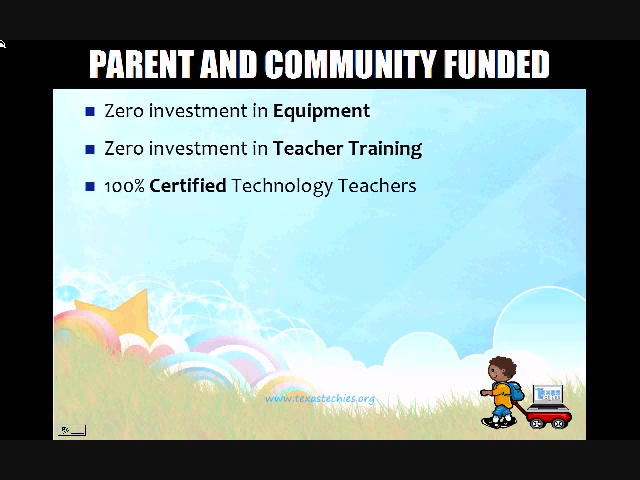 PARENT AND COMMUNITY FUNDED
Zero investment in Equipment
Zero investment in Teacher Training
100% Certified Technology Teachers
www.texastechies.org